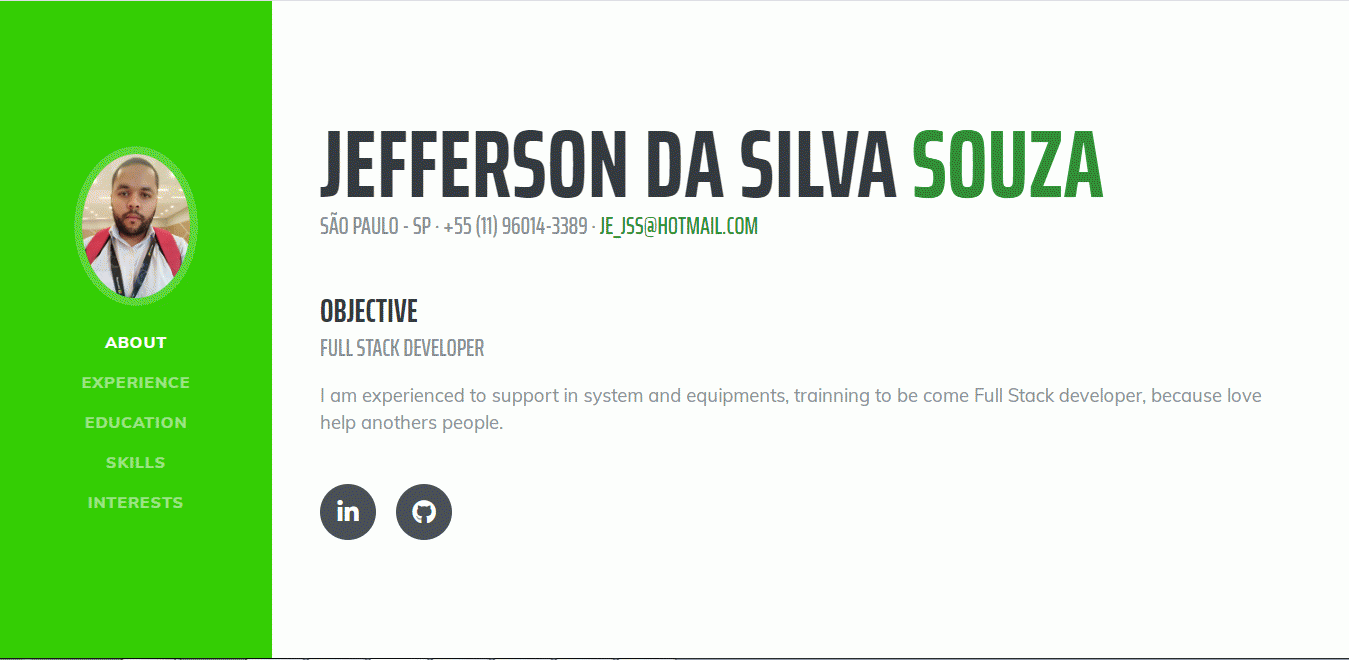 ABOUT
EXPERIENCE
EDUCATION
SKILLS
INTERESTS
JEFFERSON DA SILVA SOUZA
SÃO PAULO - SP · +55 (11) 96014-3389 · JE_JSS@HOTMAIL.COM
OBJECTIVE
FULL STACK DEVELOPER
I am experienced to support in system and equipments, trainning to be come Full Stack developer, because love
help anothers people.
in